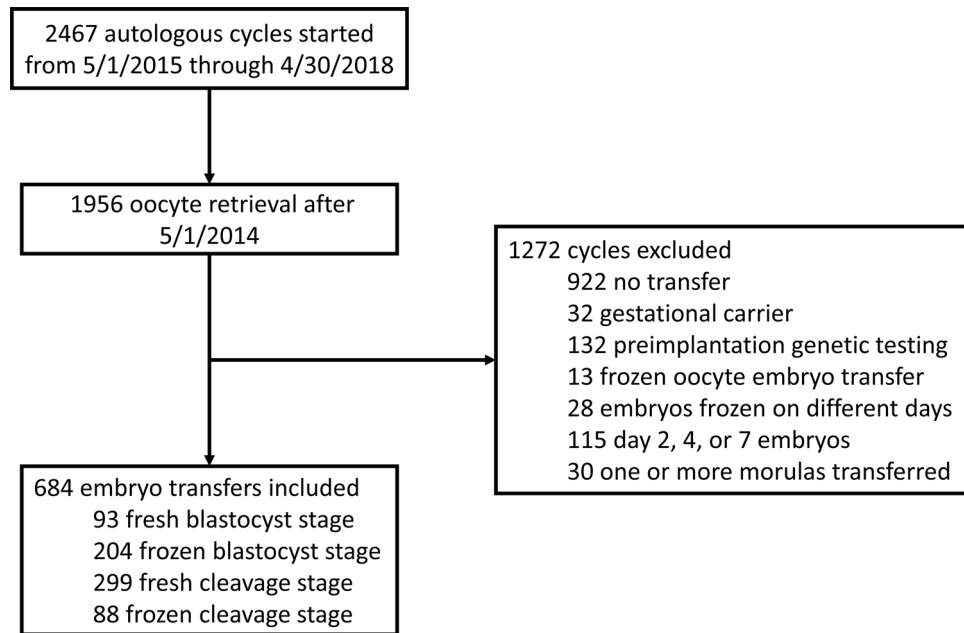 2467 autologous cycles started
from 5/1/2015 through 4/30/2018
1956 oocyte retrieval after
5/1/2014
1272 cycles excluded
922 no transfer
32 gestational carrier
132 preimplantation genetic testing
13 frozen oocyte embryo transfer
28 embryos frozen on different days
115 day 2, 4, or 7 embryos
30 one or more morulas transferred
684 embryo transfers included
93 fresh blastocyst stage
204 frozen blastocyst stage
299 fresh cleavage stage
88 frozen cleavage stage